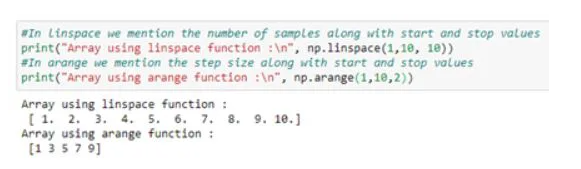 #In linspace we mention the number of samples along with start and stop values
print("Array using linspace function :\n", np.linspace(1,10, 10))
#In arange we mention the step size along with start and stop values
print("Array using arange function :\n", np.arange(1,10,2))
Array using linspace function :
[ 1. 2. 3. 4. 5. 6. 7. 8. 9. 10.]
Array using arange function :
[1 3 5 7 9]